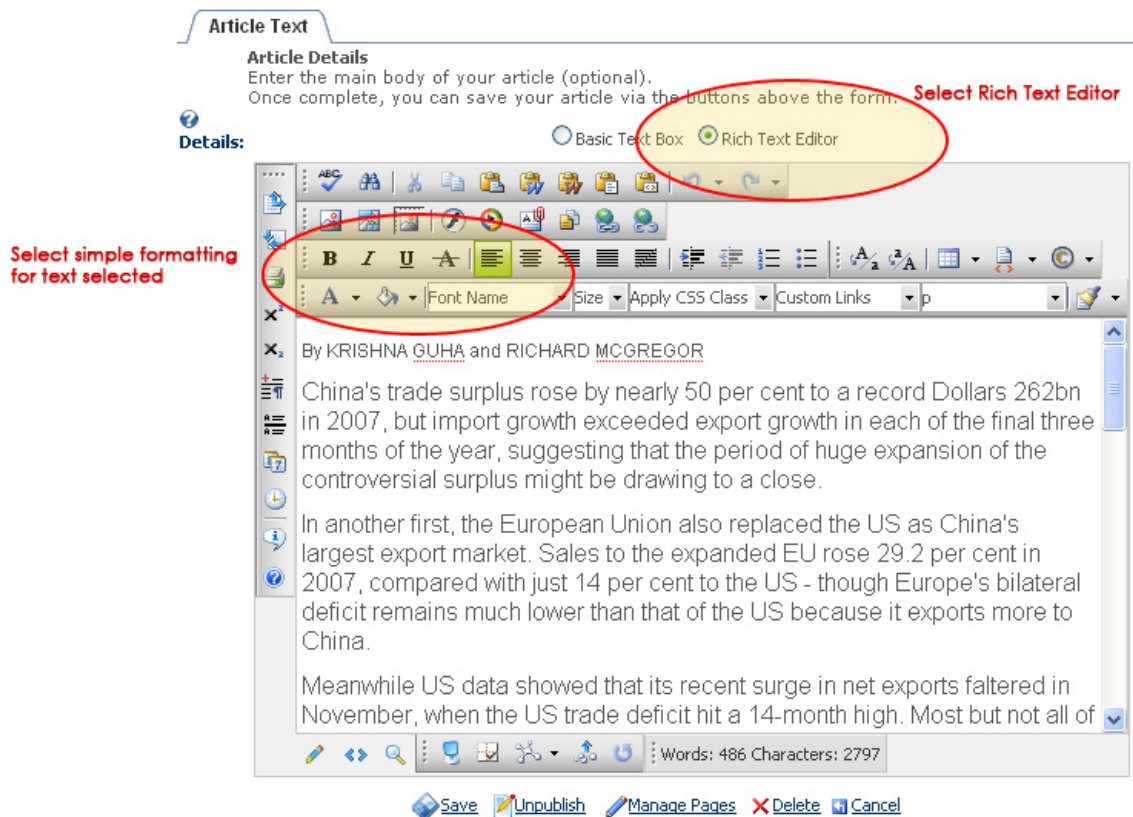 Article Text
Article Details
Enter the main body of your article (optional).
Once complete, you can save your article via the buttons above the form.
Select Rich Text Editor
Details:
Basic Text Box Rich Text Editor
ABC
Select simple formatting
for text selected
B I U A
A Font Name Size Apply CSS Class Custom Links p
By KRISHNA GUHA and RICHARD MCGREGOR
China's trade surplus rose by nearly 50 per cent to a record Dollars 262bn
in 2007, but import growth exceeded export growth in each of the final three
months of the year, suggesting that the period of huge expansion of the
controversial surplus might be drawing to a close.
In another first, the European Union also replaced the US as China's
largest export market. Sales to the expanded EU rose 29.2 per cent in
2007, compared with just 14 per cent to the US - though Europe's bilateral
deficit remains much lower than that of the US because it exports more to
China.
Meanwhile US data showed that its recent surge in net exports faltered in
November, when the US trade deficit hit a 14-month high. Most but not all of
Words: 486 Characters: 2797
Save Unpublish Manage Pages Delete Cancel